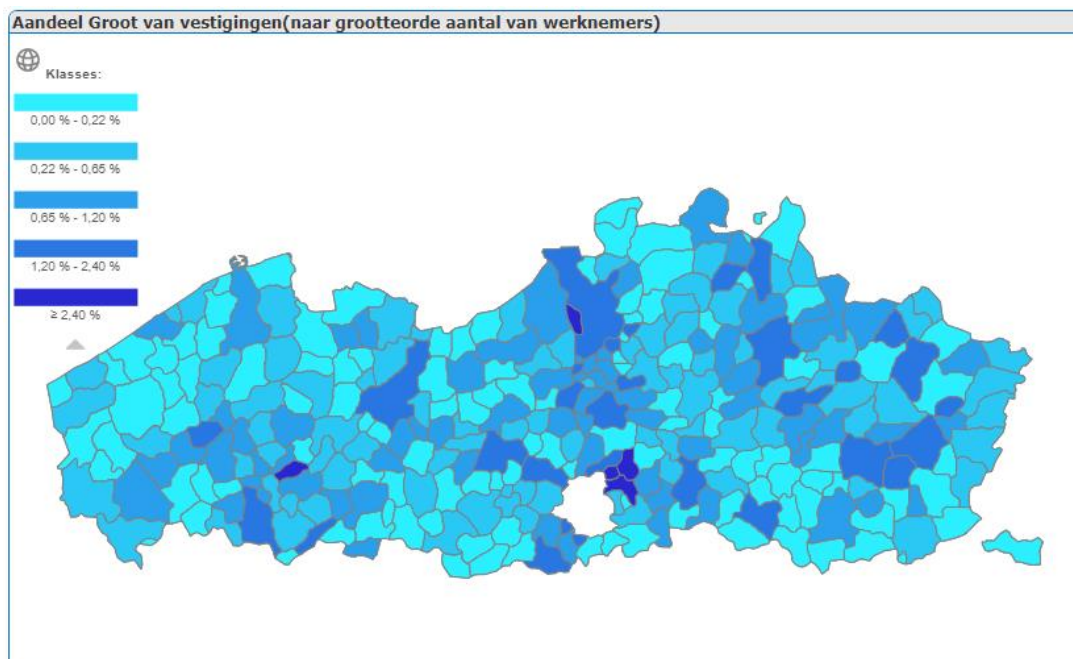 Aandeel Groot van vestigingen(naar grootteorde aantal van werknemers)
Klasses:
0,00 % - 0,22 %
0,22 % - 0,65 %
0,65 % - 1,20 %
1,20 % - 2,40 %
≥ 2,40 %